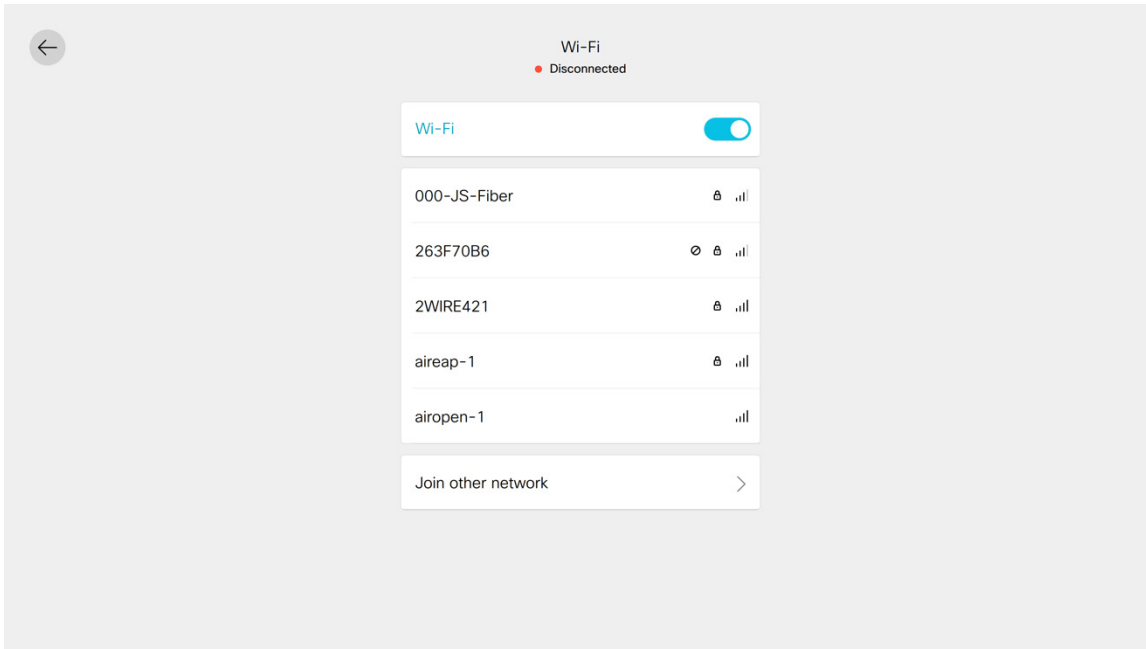 Wi-Fi
Disconnected
Wi-Fi
000-JS-Fiber
263F70B6
2WIRE421
aireap-1
airopen-1
Join other network